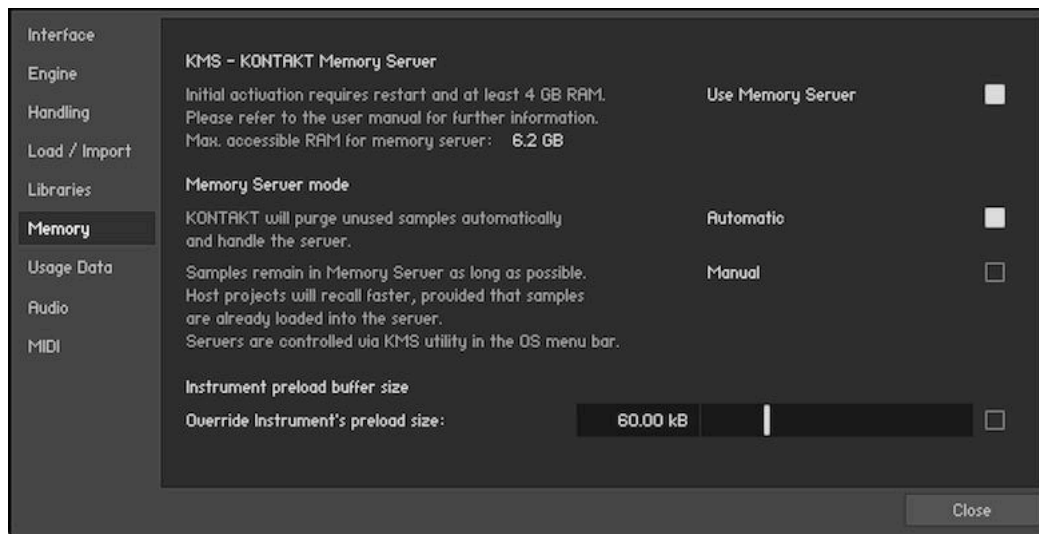 Interface
Engine
Handling
Load / Import
Libraries
Memory
Usage Data
Audio
MIDI
KMS - KONTAKT Memory Server
Initial activation requires restart and at least 4 GB RAM.
Please refer to the user manual for further information.
Max. accessible RAM for memory server: 6.2 GB
Use Memory Server
Memory Server mode
KONTAKT will purge unused samples automatically
and handle the server.
Automatic
Samples remain in Memory Server as long as possible.
Host projects will recall faster, provided that samples
are already loaded into the server.
Servers are controlled via KMS utility in the OS menu bar.
Manual
Instrument preload buffer size
Override Instrument's preload size: 60.00 kB
Close